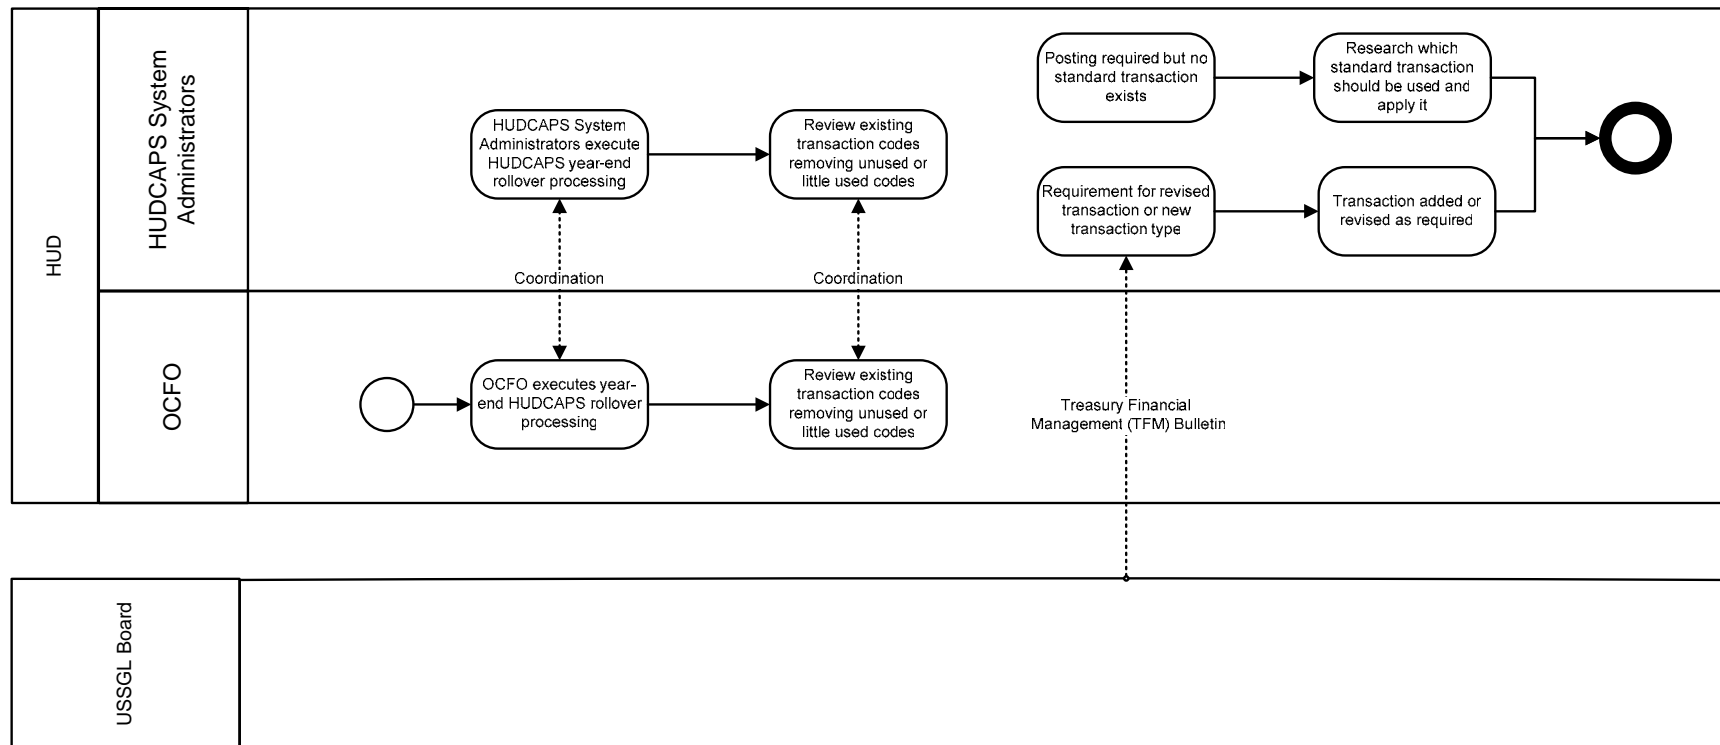 HUD
HUDCAPS System
Administrators
Posting required but no
standard transaction
exists
Research which
standard transaction
should be used and
apply it
HUDCAPS System
Administrators execute
HUDCAPS year-end
rollover processing
Review existing
transaction codes
removing unused or
little used codes
Requirement for revised
transaction or new
transaction type
Transaction added or
revised as required
Coordination
Coordination
OCFO
OCFO executes year-
end HUDCAPS rollover
processing
Review existing
transaction codes
removing unused or
little used codes
Treasury Financial
Management (TFM) Bulletin
USSGL Board